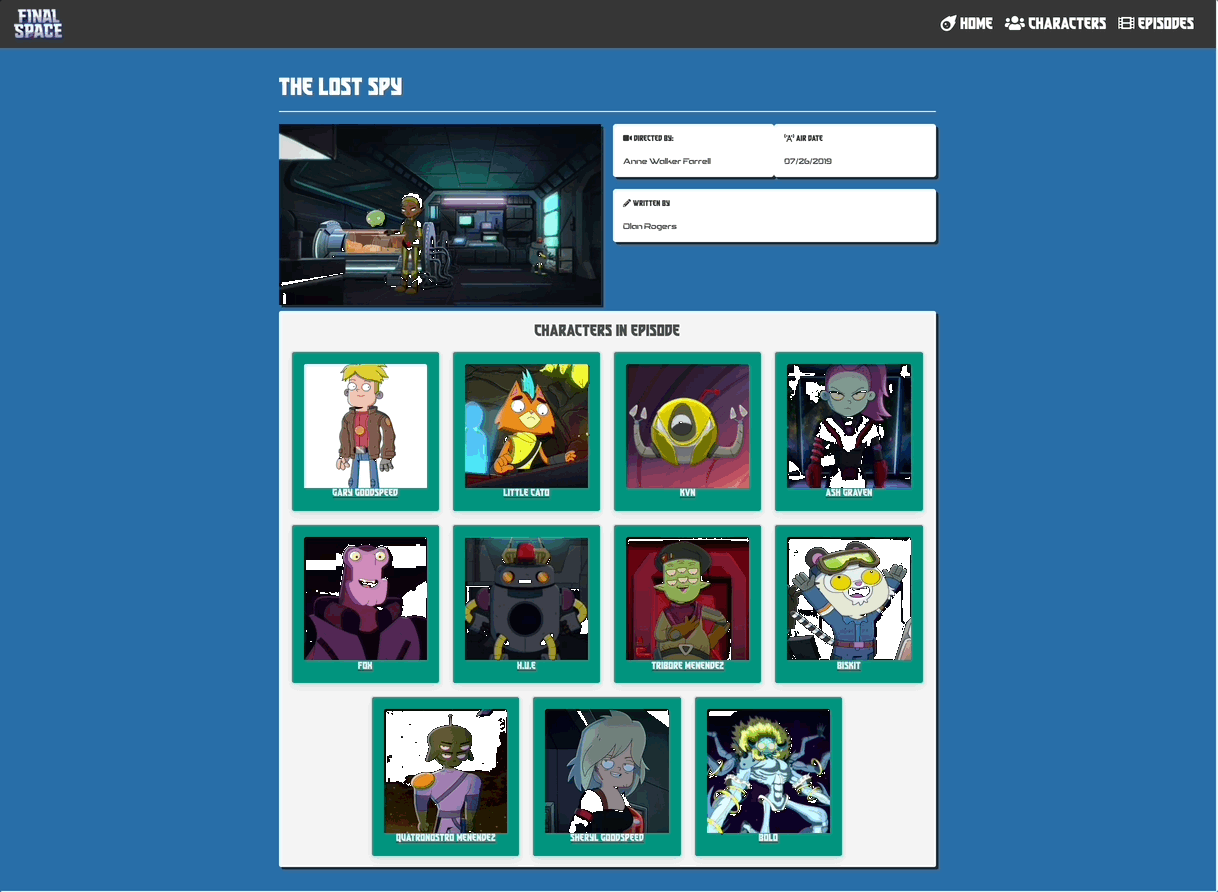 FINAL
SPACE
HOME CHARACTERS EPISODES
THE LOST SPY
DIRECTED BY:
Anne Walker Farrell
AIR DATE
07/26/2019
WRITTEN BY
Olan Rogers
CHARACTERS IN EPISODE
GARY GOODSPEED
LITTLE CATO
KVN
ASH GRAVEN
FOX
H.U.E
TRIBORE MENENDEZ
BISKIT
QUATRONOSTRO MENENDEZ
SHERYL GOODSPEED
BOLO